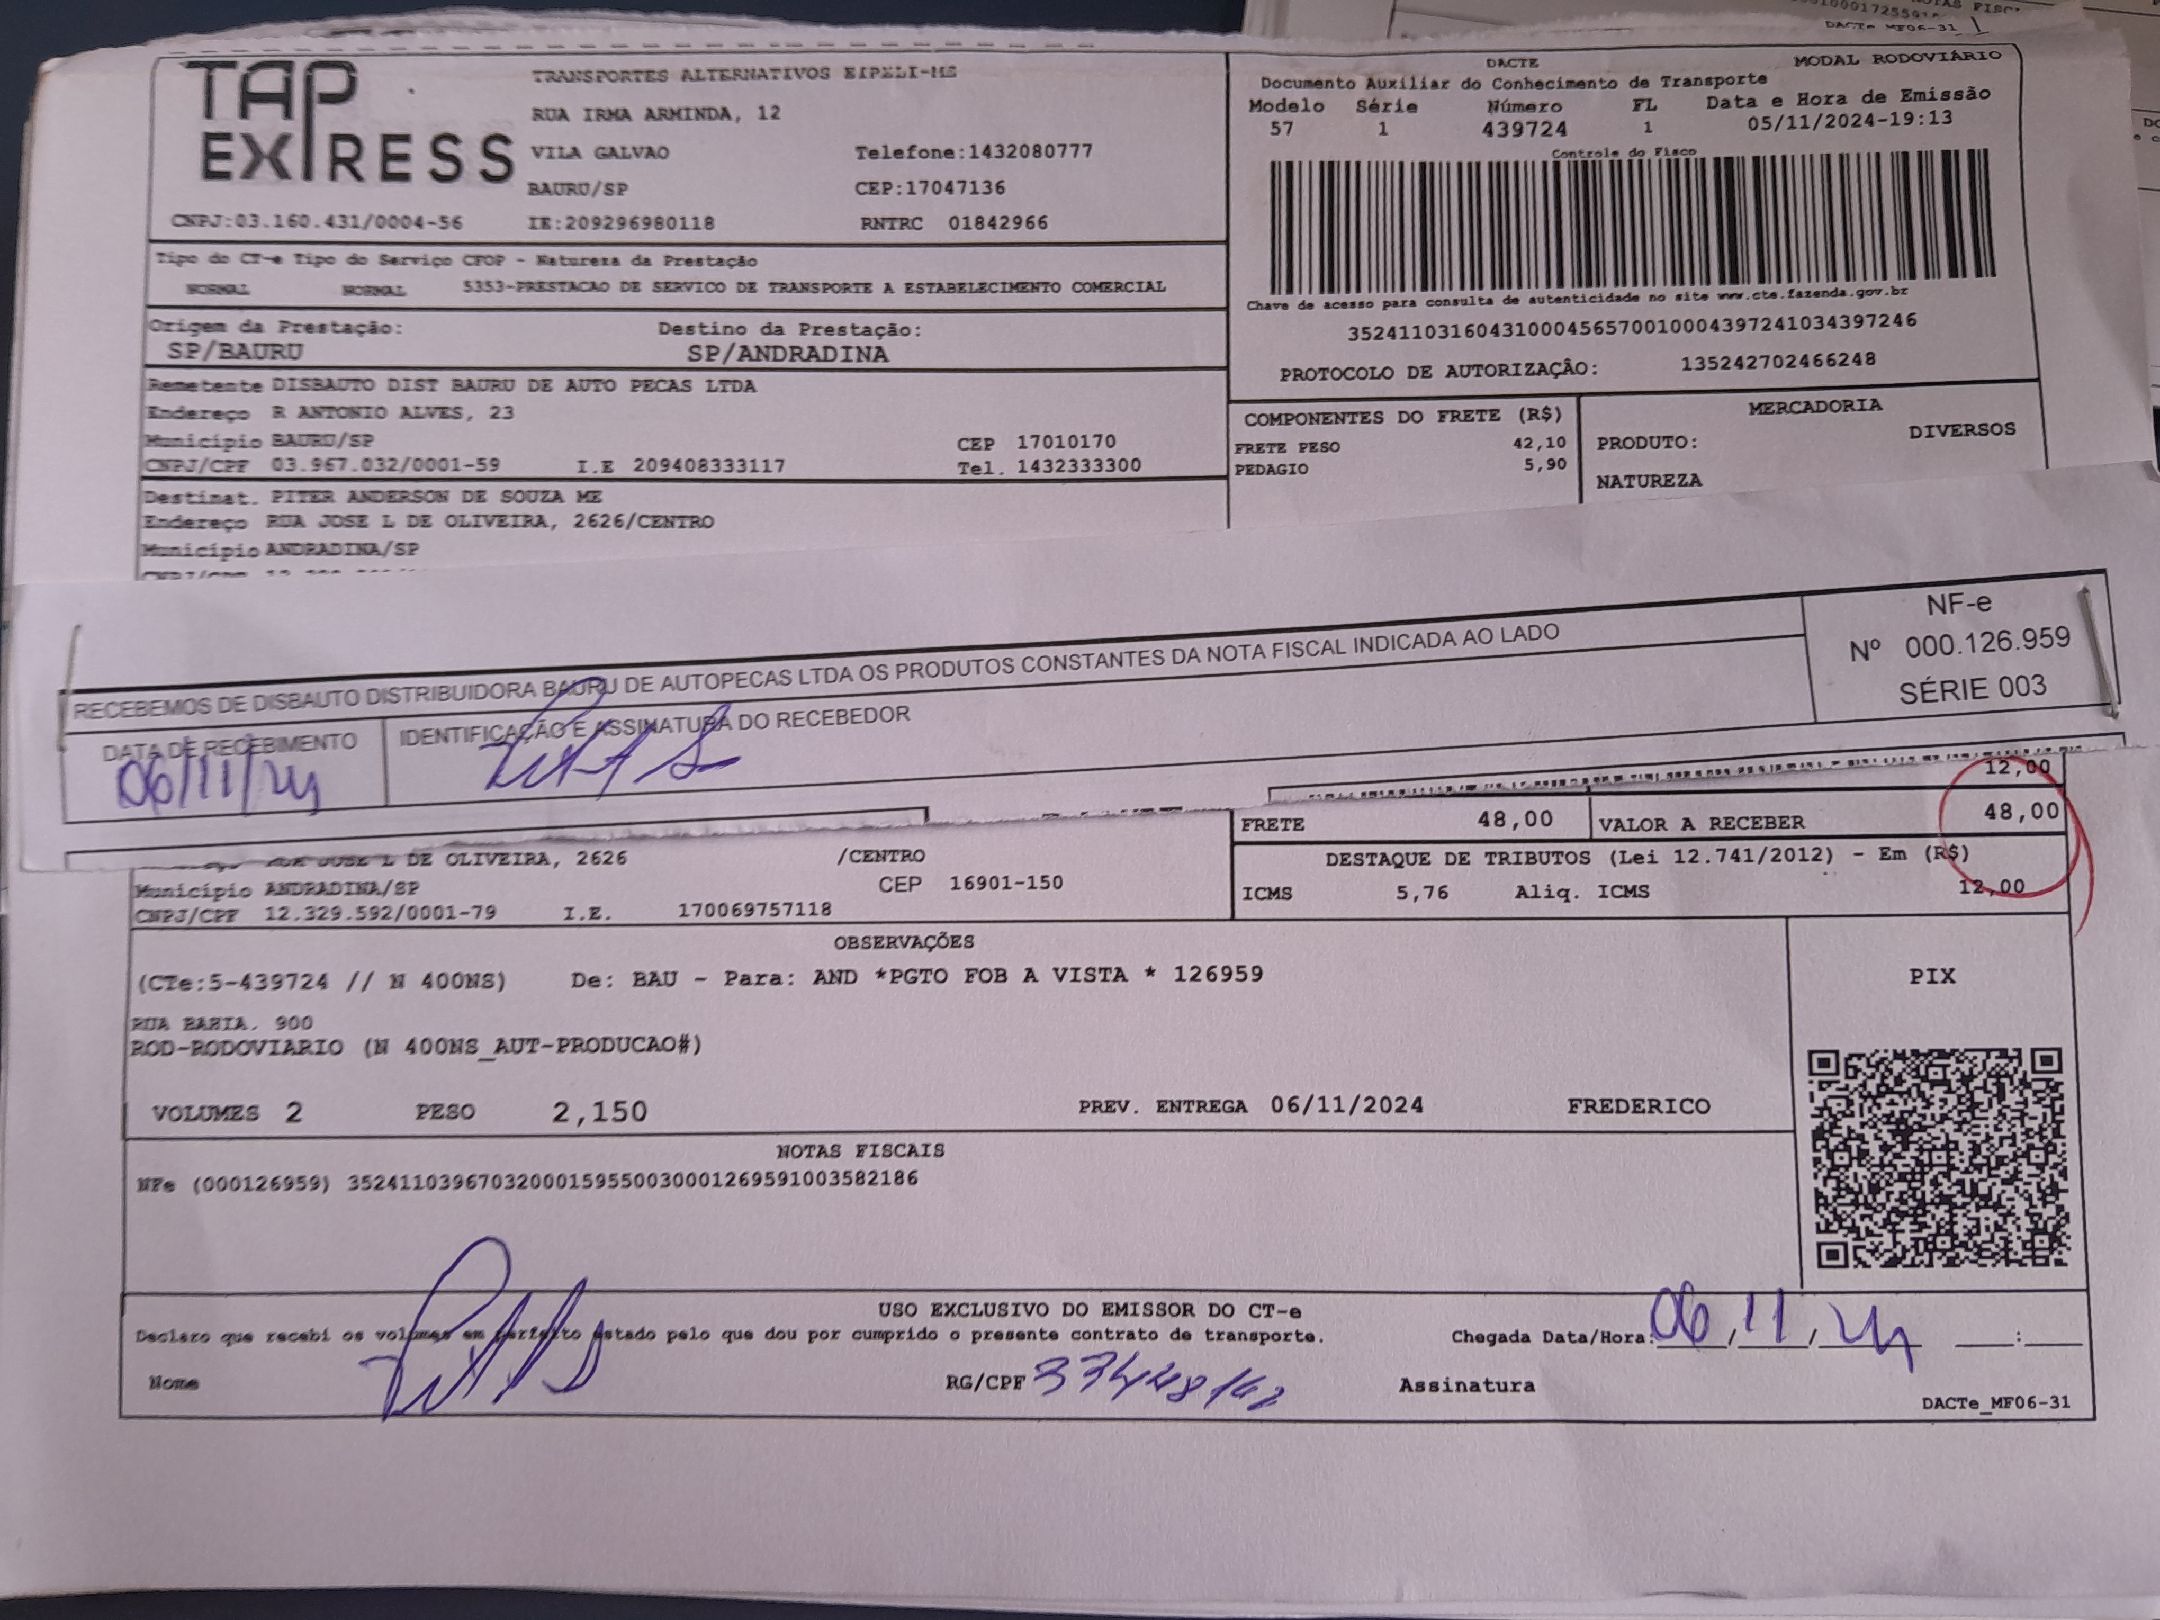 TAP EXPRESS
TRANSPORTES ALTERNATIVOS EIPELI-MS
RUA IRMA ARMINDA, 12
VILA GALVAO Telefone:1432080777
BAURU/SP CEP:17047136
CNPJ:03.160.431/0004-56 IE:209296980118 RNTRC 01842966
Tipo do CT-e Tipo do Serviço CFOP - Natureza da Prestação
NORMAL NORMAL 5353-PRESTACAO DE SERVICO DE TRANSPORTE A ESTABELECIMENTO COMERCIAL
Origem da Prestação: Destino da Prestação:
SP/BAURU SP/ANDRADINA
Remetente DISBAUTO DIST BAURU DE AUTO PECAS LTDA
Endereço R ANTONIO ALVES, 23
Município BAURU/SP CEP 17010170
CNPJ/CPF 03.967.032/0001-59 I.E 209408333117 Tel. 1432333300
Destinat. PITER ANDERSON DE SOUZA ME
Endereço RUA JOSE L DE OLIVEIRA, 2626/CENTRO
Município ANDRADINA/SP
DACTe MF06-31
DACTE MODAL RODOVIÁRIO
Documento Auxiliar do Conhecimento de Transporte
Modelo Série Número FL Data e Hora de Emissão
57 1 439724 1 05/11/2024-19:13
Controle do Fisco
Chave de acesso para consulta de autenticidade no site www.cte.fazenda.gov.br
35241103160431000456570010004397241034397246
PROTOCOLO DE AUTORIZAÇÂO: 135242702466248
COMPONENTES DO FRETE (R$) MERCADORIA
FRETE PESO 42,10 PRODUTO: DIVERSOS
PEDAGIO 5,90 NATUREZA
RECEBEMOS DE DISBAUTO DISTRIBUIDORA BAURU DE AUTOPECAS LTDA OS PRODUTOS CONSTANTES DA NOTA FISCAL INDICADA AO LADO
NF-e
Nº 000.126.959
SÉRIE 003
DATA DE RECEBIMENTO IDENTIFICAÇÃO E ASSINATURA DO RECEBEDOR
06/11/24
12,00
FRETE 48,00 VALOR A RECEBER 48,00
DESTAQUE DE TRIBUTOS (Lei 12.741/2012) - Em (R$)
ICMS 5,76 Aliq. ICMS 12,00
JOSE L DE OLIVEIRA, 2626 /CENTRO
Município ANDRADINA/SP CEP 16901-150
CNPJ/CPF 12.329.592/0001-79 I.E. 170069757118
OBSERVAÇÕES
(CTe:5-439724 // N 400NS) De: BAU - Para: AND *PGTO FOB A VISTA * 126959
RUA BAHIA. 900
ROD-RODOVIARIO (N 400NS_AUT-PRODUCAO#)
PIX
VOLUMES 2 PESO 2,150 PREV. ENTREGA 06/11/2024 FREDERICO
NOTAS FISCAIS
NFe (000126959) 35241103967032000159550030001269591003582186
USO EXCLUSIVO DO EMISSOR DO CT-e
Declaro que recebi os volumes em perfeito estado pelo que dou por cumprido o presente contrato de transporte. Chegada Data/Hora: 06/11/24 :
Nome RG/CPF Assinatura
DACTe_MF06-31